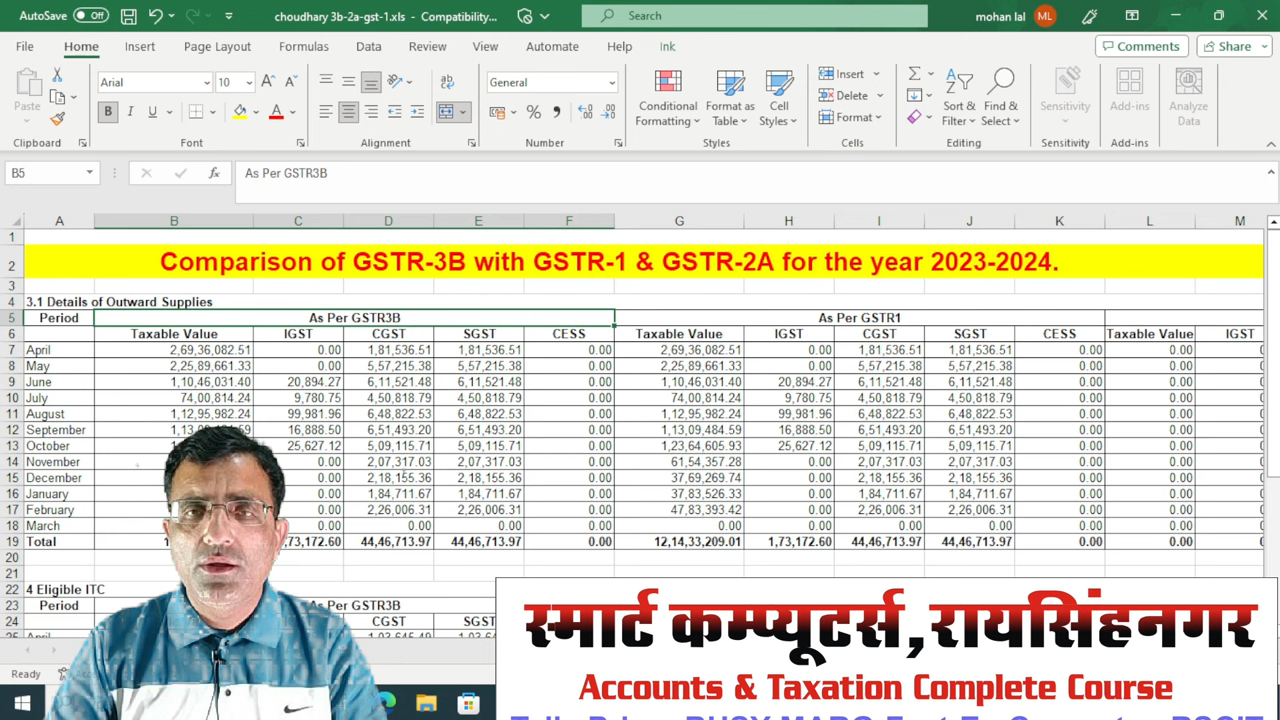 AutoSave Off choudhary 3b-2a-gst-1.xls - Compatibility... Search mohan lal ML
File Home Insert Page Layout Formulas Data Review View Automate Help Ink Comments Share
Paste Arial 10 General Conditional Formatting Format as Table Cell Styles Insert Delete Format Sort & Filter Find & Select Sensitivity Add-ins Analyze Data
Clipboard Font Alignment Number Styles Cells Editing Sensitivity Add-ins
B5 As Per GSTR3B
A B C D E F G H I J K L M
1
2 Comparison of GSTR-3B with GSTR-1 & GSTR-2A for the year 2023-2024.
3
4 3.1 Details of Outward Supplies
5 Period As Per GSTR3B As Per GSTR1
6 Taxable Value IGST CGST SGST CESS Taxable Value IGST CGST SGST CESS Taxable Value IGST
7 April 2,69,36,082.51 0.00 1,81,536.51 1,81,536.51 0.00 2,69,36,082.51 0.00 1,81,536.51 1,81,536.51 0.00 0.00
8 May 2,25,89,661.33 0.00 5,57,215.38 5,57,215.38 0.00 2,25,89,661.33 0.00 5,57,215.38 5,57,215.38 0.00 0.00
9 June 1,10,46,031.40 20,894.27 6,11,521.48 6,11,521.48 0.00 1,10,46,031.40 20,894.27 6,11,521.48 6,11,521.48 0.00 0.00
10 July 74,00,814.24 9,780.75 4,50,818.79 4,50,818.79 0.00 74,00,814.24 9,780.75 4,50,818.79 4,50,818.79 0.00 0.00
11 August 1,12,95,982.24 99,981.96 6,48,822.53 6,48,822.53 0.00 1,12,95,982.24 99,981.96 6,48,822.53 6,48,822.53 0.00 0.00
12 September 16,888.50 6,51,493.20 6,51,493.20 0.00 1,13,09,484.59 16,888.50 6,51,493.20 6,51,493.20 0.00 0.00
13 October 25,627.12 5,09,115.71 5,09,115.71 0.00 1,23,64,605.93 25,627.12 5,09,115.71 5,09,115.71 0.00 0.00
14 November 0.00 2,07,317.03 2,07,317.03 0.00 61,54,357.28 0.00 2,07,317.03 2,07,317.03 0.00 0.00
15 December 0.00 2,18,155.36 2,18,155.36 0.00 37,69,269.74 0.00 2,18,155.36 2,18,155.36 0.00 0.00
16 January 0.00 1,84,711.67 1,84,711.67 0.00 37,83,526.33 0.00 1,84,711.67 1,84,711.67 0.00 0.00
17 February 0.00 2,26,006.31 2,26,006.31 0.00 47,83,393.42 0.00 2,26,006.31 2,26,006.31 0.00 0.00
18 March 0.00 0.00 0.00 0.00 0.00 0.00 0.00 0.00 0.00 0.00
19 Total ,73,172.60 44,46,713.97 44,46,713.97 0.00 12,14,33,209.01 1,73,172.60 44,46,713.97 44,46,713.97 0.00 0.00
20
21
22 4 Eligible ITC
23 Period As Per GSTR3B
24 CGST SGST
Ready
स्मार्ट कम्प्यूटर्स,रायसिंहनगर
Accounts & Taxation Complete Course